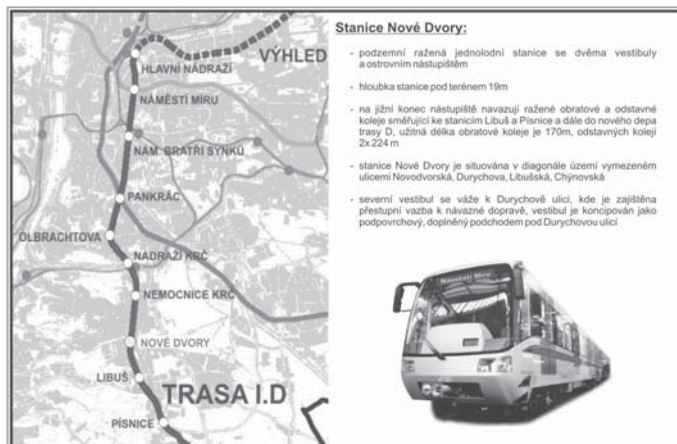 VÝHLED
HLAVNÍ NÁDRAŽÍ
NÁMĚSTÍ MÍRU
NÁM. BRATŘÍ SYNKŮ
PANKRÁC
OLBRACHTOVA
NÁDRAŽÍ KRČ
NEMOCNICE KRČ
NOVÉ DVORY
LIBUŠ
TRASA I.D
PÍSNICE
Stanice Nové Dvory:
- podzemní ražená jednolodní stanice se dvěma vestibuly
a ostrovním nástupištěm
- hloubka stanice pod terénem 19m
- na jižní konec nástupiště navazují ražené obratové a odstavné
koleje směřující ke stanicím Libuš a Písnice a dále do nového depa
trasy D, užitná délka obratové koleje je 170m, odstavných kolejí
2x 224 m
- stanice Nové Dvory je situována v diagonále území vymezeném
ulicemi Novodvorská, Durychova, Libušská, Chýnovská
- severní vestibul se váže k Durychově ulici, kde je zajištěna
přestupní vazba k návazné dopravě, vestibul je koncipován jako
podpovrchový, doplněný podchodem pod Durychovou ulicí
Náměstí Míru